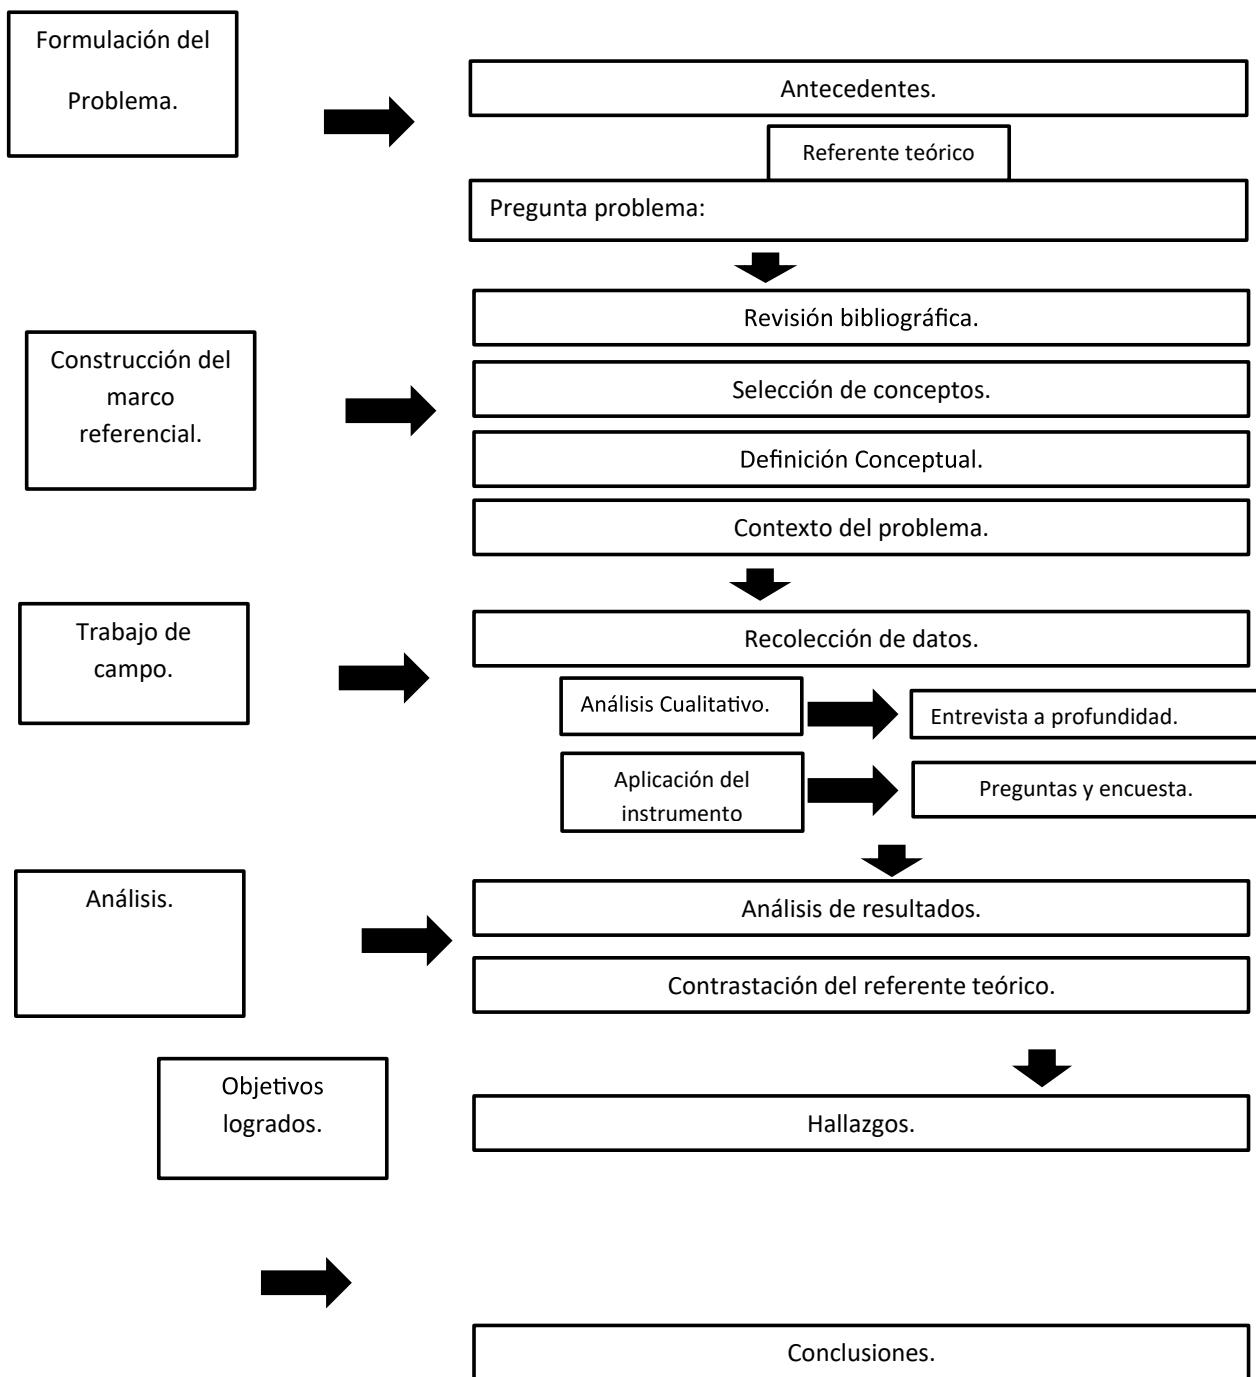 Formulación del
Problema.
Antecedentes.
Referente teórico
Pregunta problema:
Revisión bibliográfica.
Construcción del
marco
referencial.
Selección de conceptos.
Definición Conceptual.
Contexto del problema.
Trabajo de
campo.
Recolección de datos.
Análisis Cualitativo.
Entrevista a profundidad.
Aplicación del
instrumento
Preguntas y encuesta.
Análisis.
Análisis de resultados.
Contrastación del referente teórico.
Objetivos
logrados.
Hallazgos.
Conclusiones.